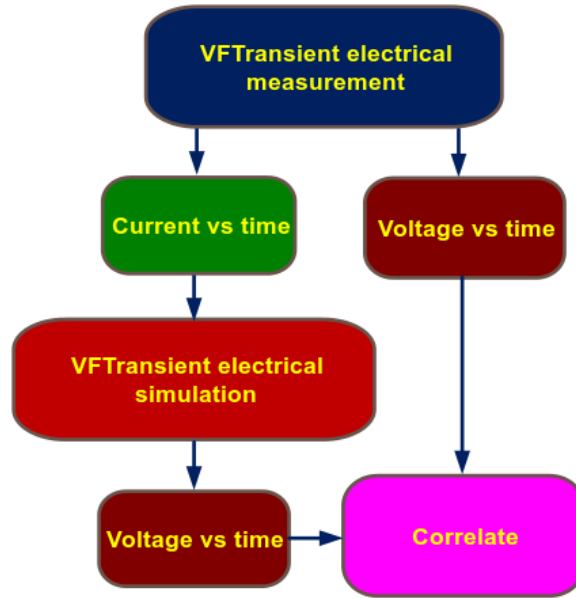 VFTransient electrical
measurement
Current vs time
Voltage vs time
VFTransient electrical
simulation
Voltage vs time
Correlate